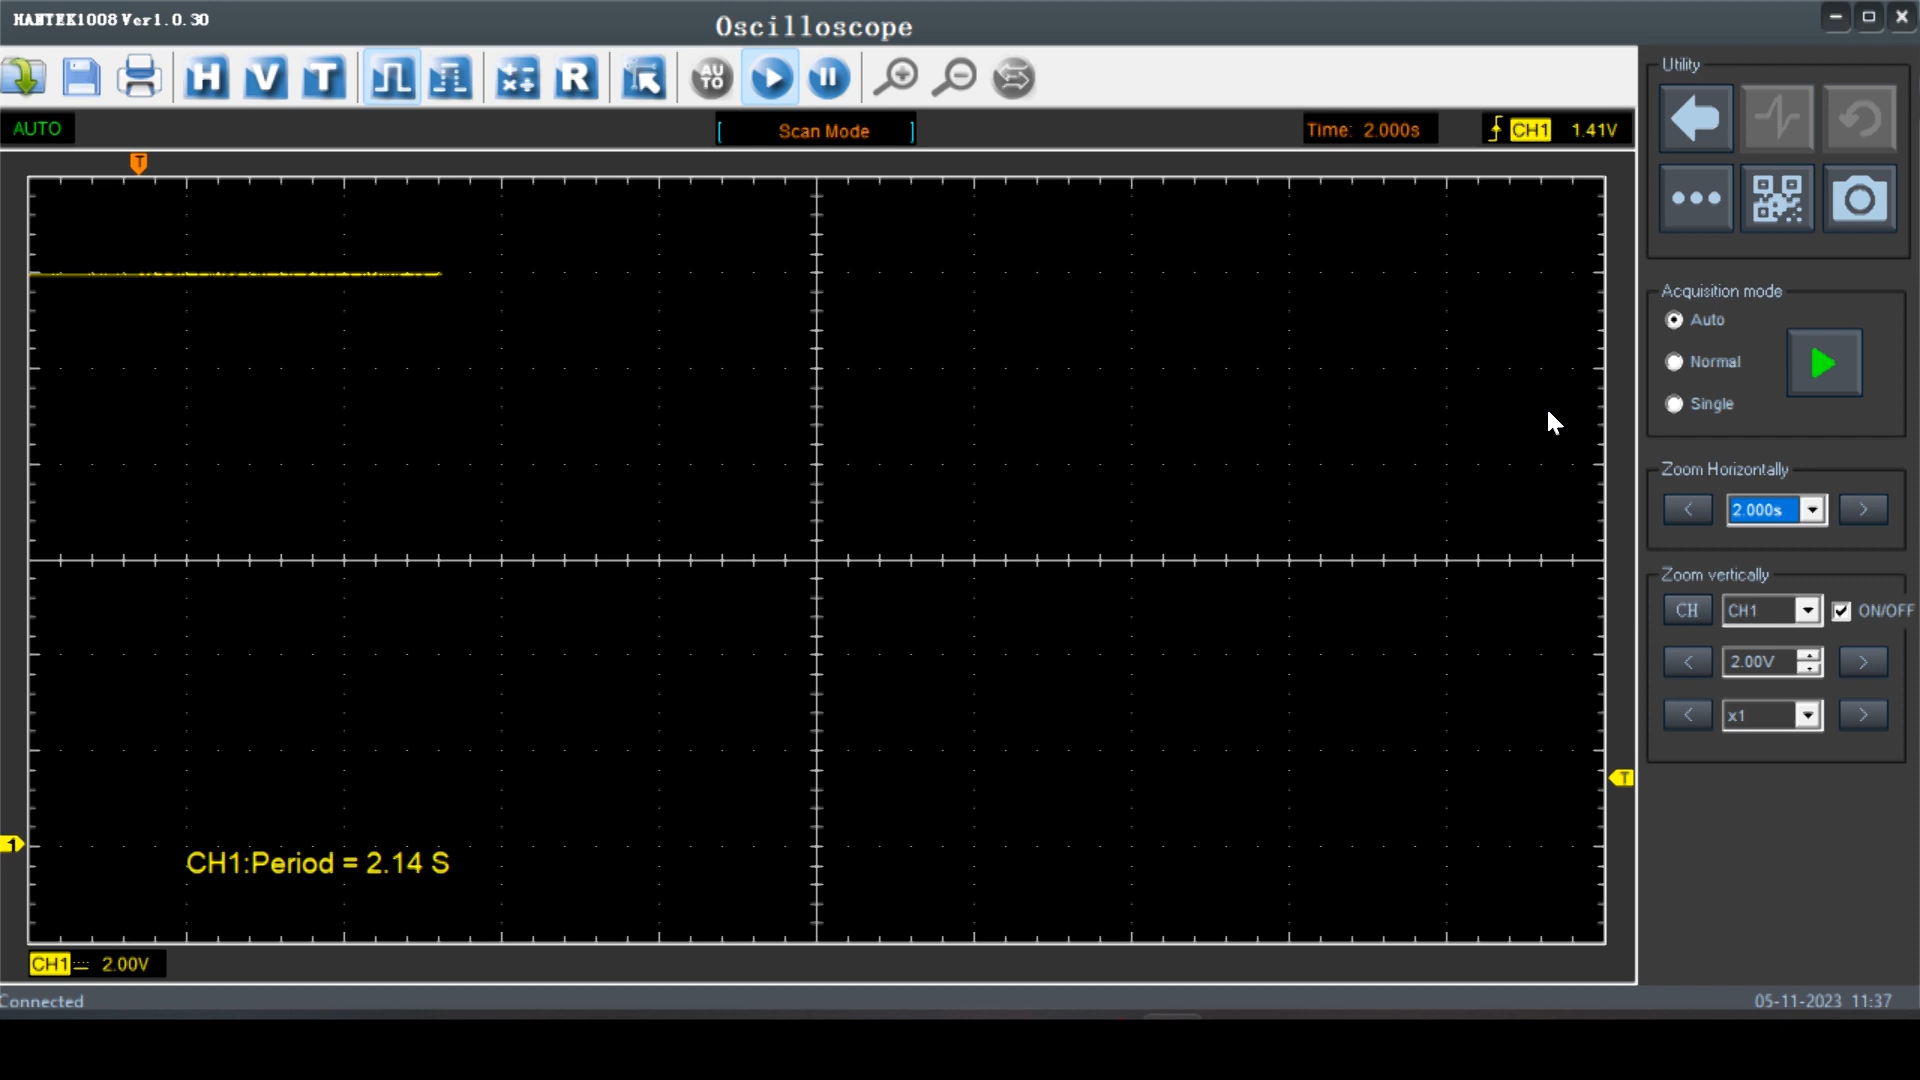 HANTEK1008 Ver1.0.30
Oscilloscope
H V T R AUTO
AUTO
[ Scan Mode ]
Time: 2.000s
CH1 1.41V
T
T
1
CH1:Period = 2.14 S
CH1 2.00V
Connected
05-11-2023 11:37
Utility
Acquisition mode
Auto
Normal
Single
Zoom Horizontally
< 2.000s >
Zoom vertically
CH CH1 ON/OFF
< 2.00V >
< x1 >